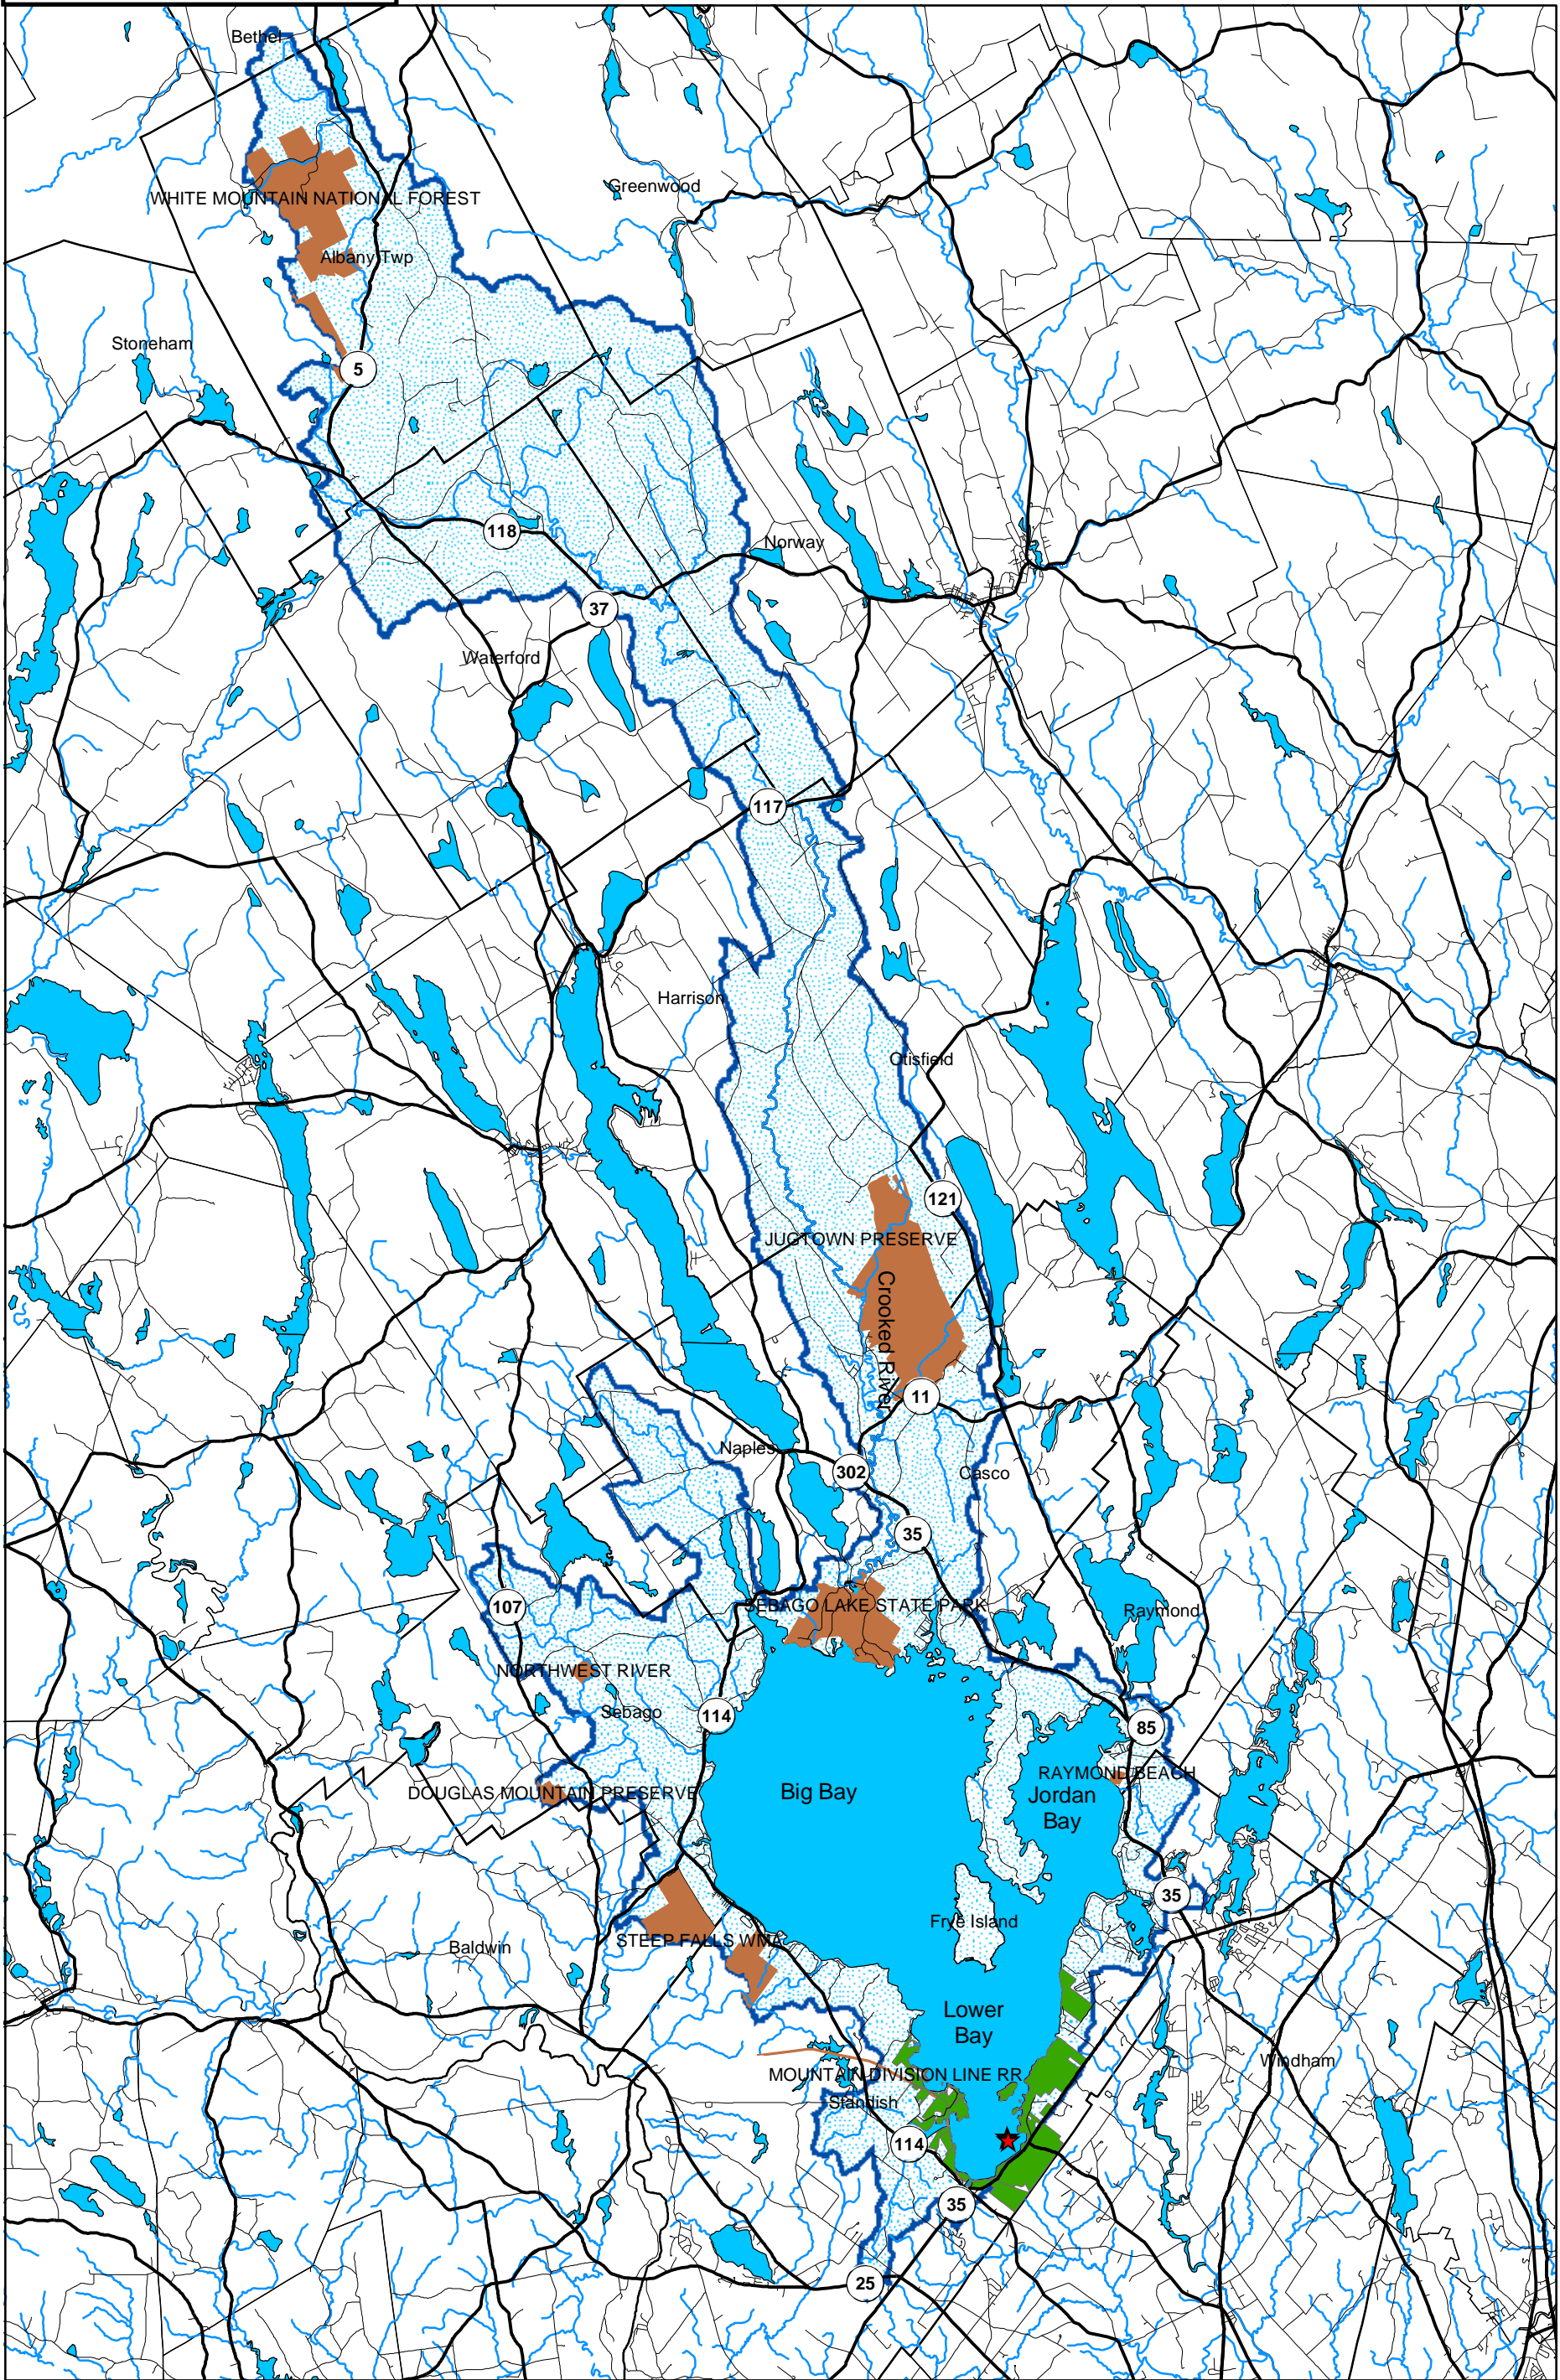 Bethel
Greenwood
WHITE MOUNTAIN NATIONAL FOREST
Albany Twp
Stoneham
5
118
Norway
37
Waterford
117
Harrison
Otisfield
121
JUGTOWN PRESERVE
Crooked River
11
Naples
302
Casco
35
107
SEBAGO LAKE STATE PARK
Raymond
NORTHWEST RIVER
Sebago
114
85
RAYMOND BEACH
DOUGLAS MOUNTAIN PRESERVE
Big Bay
Jordan
Bay
35
Frye Island
STEEP FALLS WMA
Baldwin
Lower
Bay
Windham
MOUNTAIN DIVISION LINE RR
Standish
114
35
25